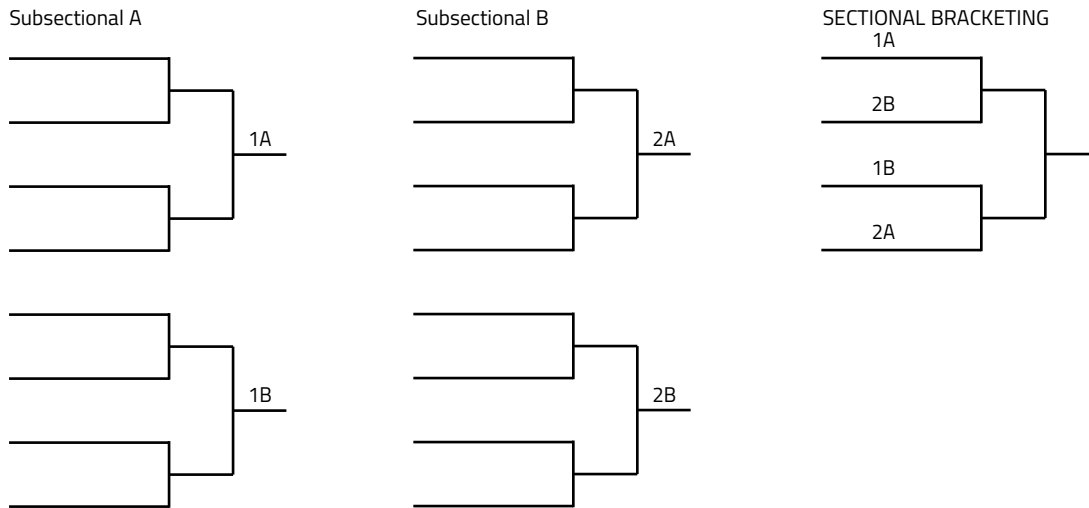 Subsectional A
1A
1B
Subsectional B
2A
2B
SECTIONAL BRACKETING
1A
2B
1B
2A